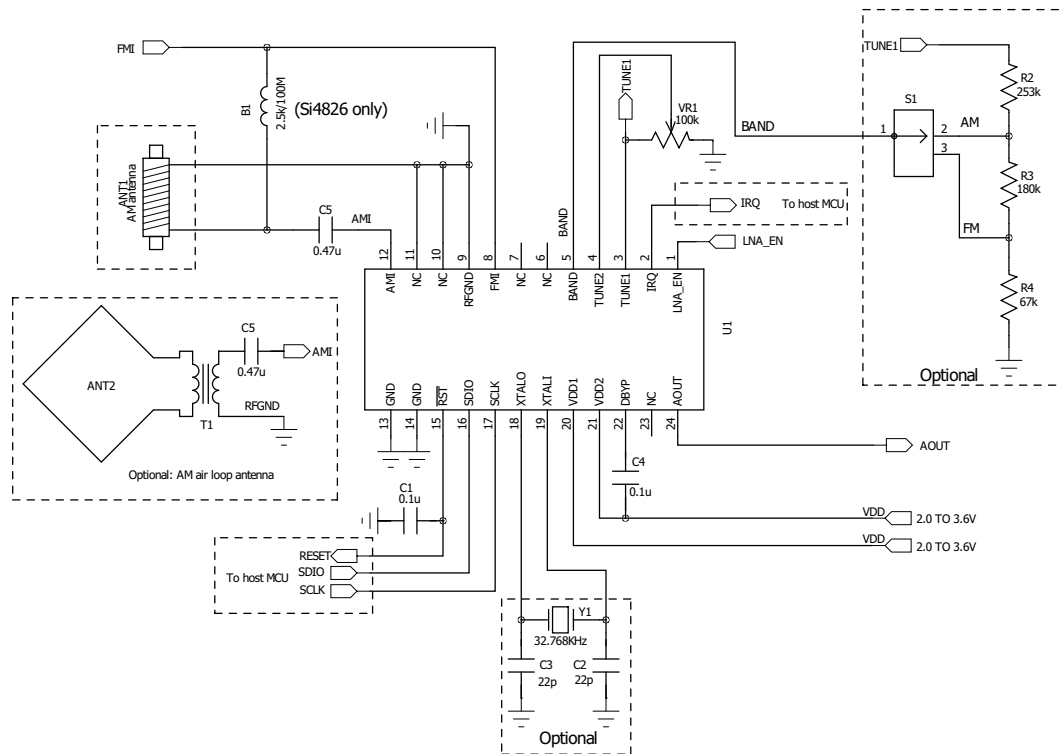 FMI
B1
2.5k/100M
(Si4826 only)
ANT1
AM antenna
C5
0.47u
AMI
TUNE1
VR1
100k
BAND
BAND
IRQ
To host MCU
LNA_EN
TUNE1
R2
253k
S1
1
2
3
AM
FM
R3
180k
R4
67k
Optional
12
11
10
9
8
7
6
5
4
3
2
1
AMI
NC
NC
RFGND
FMI
NC
NC
BAND
TUNE2
TUNE1
IRQ
LNA_EN
U1
GND
GND
RST
SDIO
SCLK
XTALO
XTALI
VDD1
VDD2
DBYP
NC
AOUT
13
14
15
16
17
18
19
20
21
22
23
24
ANT2
C5
0.47u
AMI
RFGND
T1
Optional: AM air loop antenna
AOUT
C4
0.1u
C1
0.1u
VDD
2.0 TO 3.6V
VDD
2.0 TO 3.6V
To host MCU
RESET
SDIO
SCLK
Y1
32.768KHz
C3
22p
C2
22p
Optional